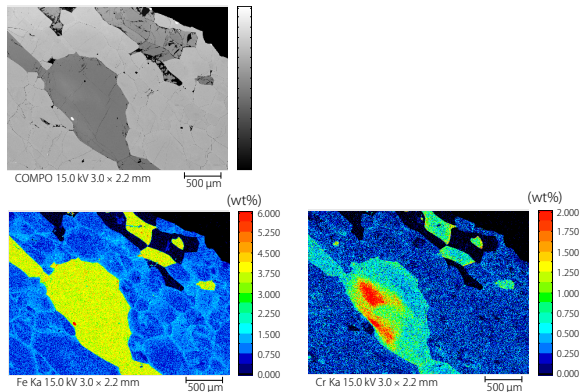 COMPO 15.0 kV 3.0 × 2.2 mm
500 µm
(wt%)
6.000
5.250
4.500
3.750
3.000
2.250
1.500
0.750
0.000
Fe Ka 15.0 kV 3.0 × 2.2 mm
500 µm
(wt%)
2.000
1.750
1.500
1.250
1.000
0.750
0.500
0.250
0.000
Cr Ka 15.0 kV 3.0 × 2.2 mm
500 µm